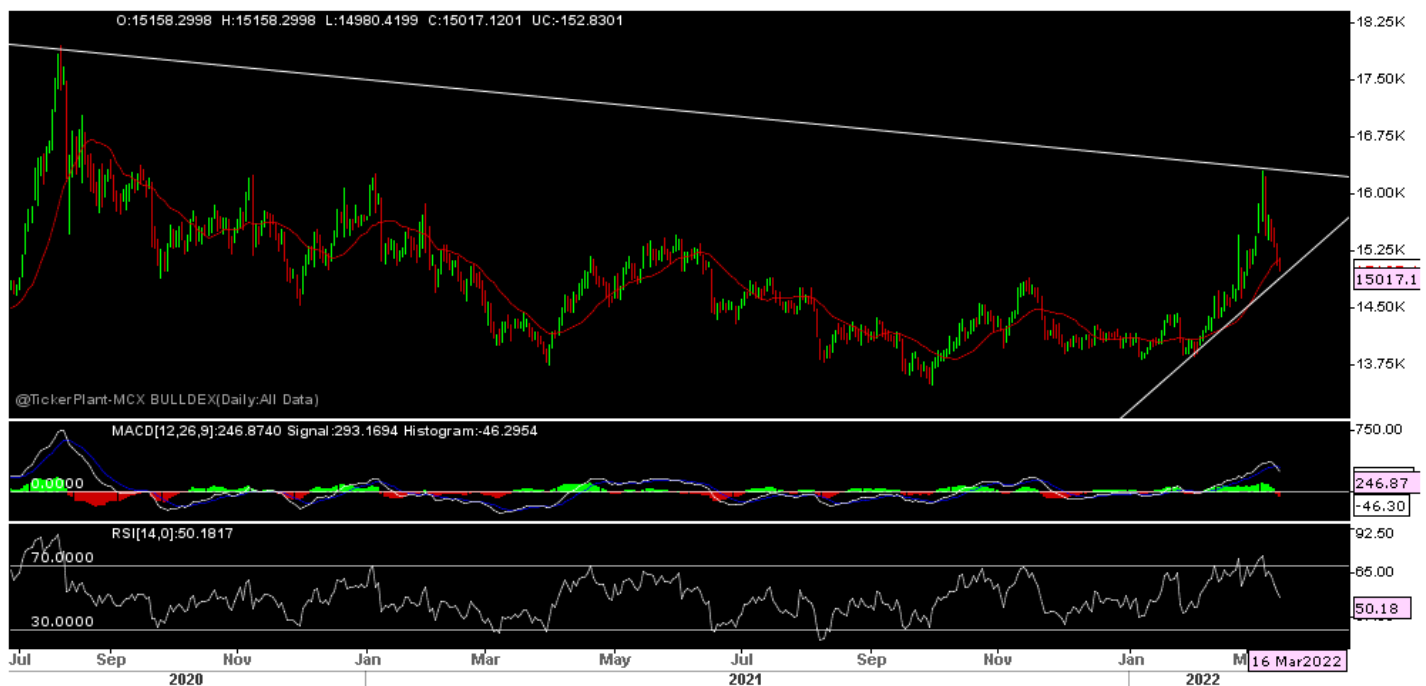 O:15158.2998 H:15158.2998 L:14980.4199 C:15017.1201 UC:-152.8301
18.25K
17.50K
16.75K
16.00K
15.25K
15017.1
14.50K
13.75K
@TickerPlant-MCX BULLDEX(Daily:All Data)
MACD[12,26,9]:246.8740 Signal:293.1694 Histogram:-46.2954
750.00
0.0000
246.87
-46.30
RSI[14,0]:50.1817
92.50
70.0000
65.00
50.18
30.0000
Jul Sep Nov Jan Mar May Jul Sep Nov Jan 16 Mar2022
2020 2021 2022